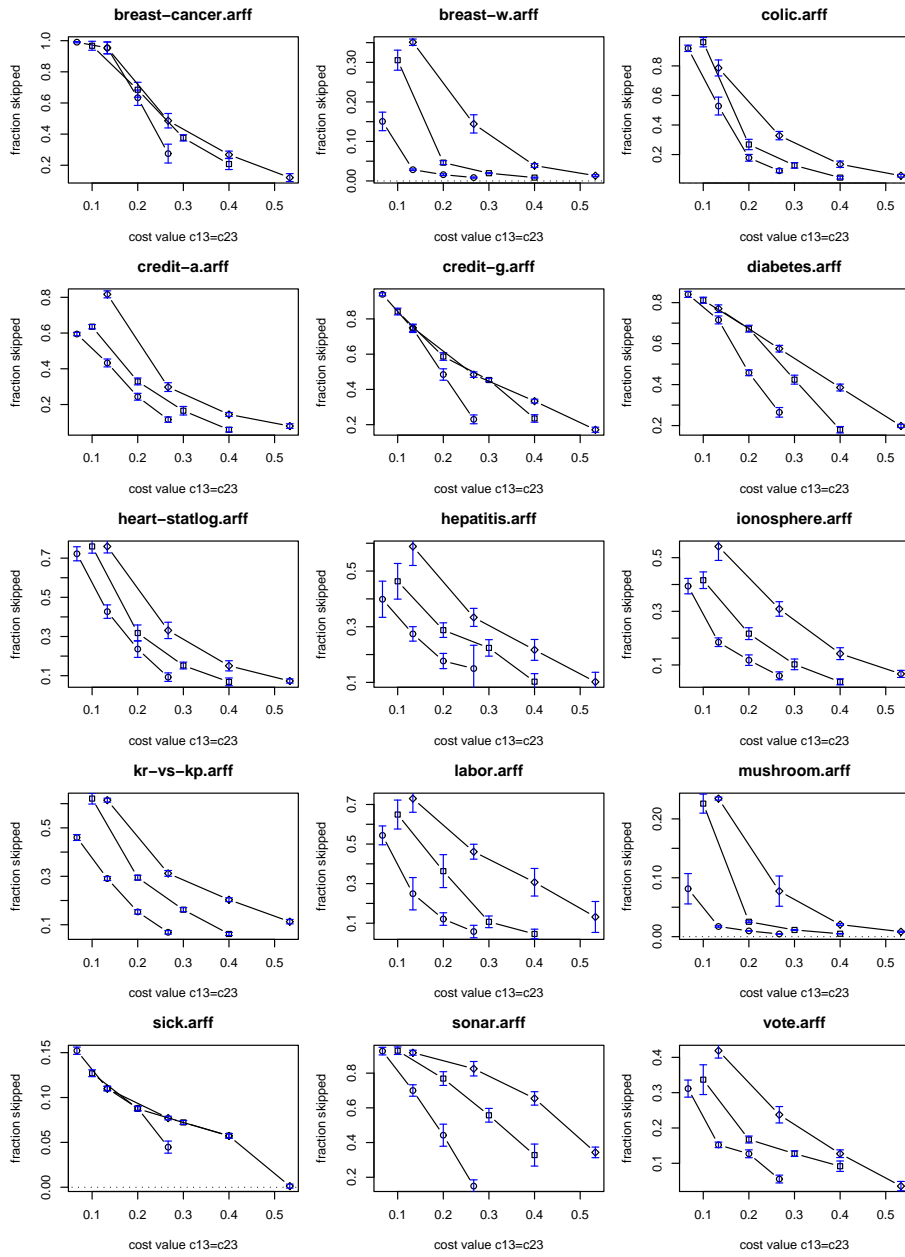 breast−cancer.arff breast−w.arff colic.arff
fraction skipped 0.2 0.4 0.6 0.8 1.0 fraction skipped 0.00 0.10 0.20 0.30 fraction skipped 0.2 0.4 0.6 0.8
0.1 0.2 0.3 0.4 0.5 0.1 0.2 0.3 0.4 0.5 0.1 0.2 0.3 0.4 0.5
cost value c13=c23 cost value c13=c23 cost value c13=c23
credit−a.arff credit−g.arff diabetes.arff
fraction skipped 0.2 0.4 0.6 0.8 fraction skipped 0.2 0.4 0.6 0.8 fraction skipped 0.2 0.4 0.6 0.8
0.1 0.2 0.3 0.4 0.5 0.1 0.2 0.3 0.4 0.5 0.1 0.2 0.3 0.4 0.5
cost value c13=c23 cost value c13=c23 cost value c13=c23
heart−statlog.arff hepatitis.arff ionosphere.arff
fraction skipped 0.1 0.3 0.5 0.7 fraction skipped 0.1 0.3 0.5 fraction skipped 0.1 0.3 0.5
0.1 0.2 0.3 0.4 0.5 0.1 0.2 0.3 0.4 0.5 0.1 0.2 0.3 0.4 0.5
cost value c13=c23 cost value c13=c23 cost value c13=c23
kr−vs−kp.arff labor.arff mushroom.arff
fraction skipped 0.1 0.3 0.5 fraction skipped 0.1 0.3 0.5 0.7 fraction skipped 0.00 0.10 0.20
0.1 0.2 0.3 0.4 0.5 0.1 0.2 0.3 0.4 0.5 0.1 0.2 0.3 0.4 0.5
cost value c13=c23 cost value c13=c23 cost value c13=c23
sick.arff sonar.arff vote.arff
fraction skipped 0.00 0.05 0.10 0.15 fraction skipped 0.2 0.4 0.6 0.8 fraction skipped 0.1 0.2 0.3 0.4
0.1 0.2 0.3 0.4 0.5 0.1 0.2 0.3 0.4 0.5 0.1 0.2 0.3 0.4 0.5
cost value c13=c23 cost value c13=c23 cost value c13=c23